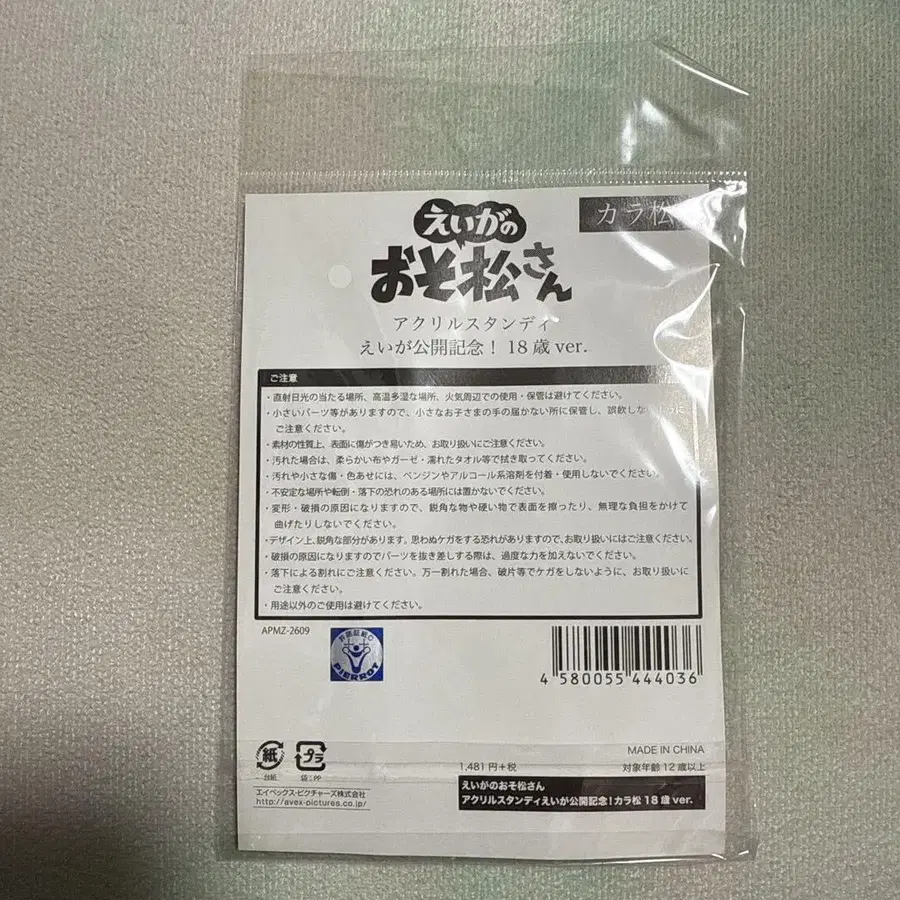 えいがの
おそ松さん
カラ松
アクリルスタンディ
えいが公開記念！ 18 歳 ver.
ご注意
・直射日光の当たる場所、高温多湿な場所、火気周辺での使用・保管は避けてください。
・小さいパーツ等がありますので、小さなお子さまの手の届かない所に保管し、誤飲しないように
ご注意ください。
・素材の性質上、表面に傷がつき易いため、お取り扱いにご注意ください。
・汚れた場合は、柔らかい布やガーゼ・濡れたタオル等で拭き取ってください。
・汚れや小さな傷・色あせには、ベンジンやアルコール系溶剤を付着・使用しないでください。
・不安定な場所や転倒・落下の恐れのある場所には置かないでください。
・変形・破損の原因になりますので、鋭角な物や硬い物で表面を擦ったり、無理な負担をかけて
曲げたりしないでください。
・デザイン上、鋭角な部分があります。思わぬケガをする恐れがありますので、お取り扱いにはご注意ください。
・破損の原因になりますのでパーツを抜き差しする際は、過度な力を加えないでください。
・落下による割れにご注意ください。万一割れた場合、破片等でケガをしないように、お取り扱いに
ご注意ください。
・用途以外のご使用は避けてください。
APMZ-2609
許諾証紙
PIERROT
4 580055 444036
紙
台紙
プラ
袋：PP
MADE IN CHINA
1,481 円＋税
対象年齢 12 歳以上
エイベックス・ピクチャーズ株式会社
http://avex-pictures.co.jp/
えいがのおそ松さん
アクリルスタンディえいが公開記念！カラ松 18 歳 ver.